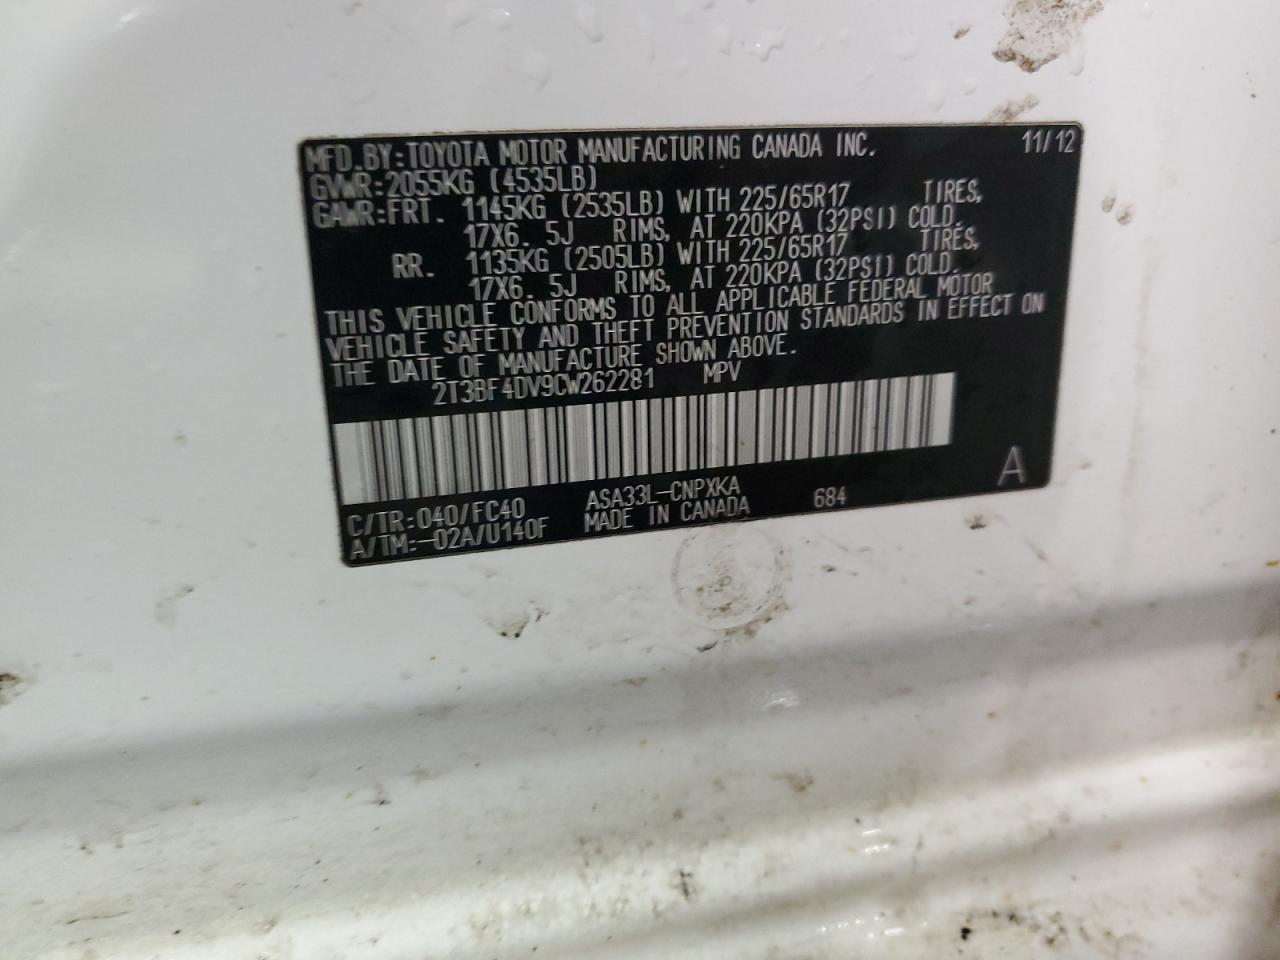 MFD.BY:TOYOTA MOTOR MANUFACTURING CANADA INC. 11/12
GVWR:2055KG (4535LB)
GAWR:FRT. 1145KG (2535LB) WITH 225/65R17 TIRES,
17X6. 5J RIMS, AT 220KPA (32PSI) COLD.
RR. 1135KG (2505LB) WITH 225/65R17 TIRES,
17X6. 5J RIMS, AT 220KPA (32PSI) COLD.
THIS VEHICLE CONFORMS TO ALL APPLICABLE FEDERAL MOTOR
VEHICLE SAFETY AND THEFT PREVENTION STANDARDS IN EFFECT ON
THE DATE OF MANUFACTURE SHOWN ABOVE.
2T3BF4DV9CW262281 MPV
A
C/TR:040/FC40 ASA33L-CNPXKA 684
A/TM:-02A/U140F MADE IN CANADA